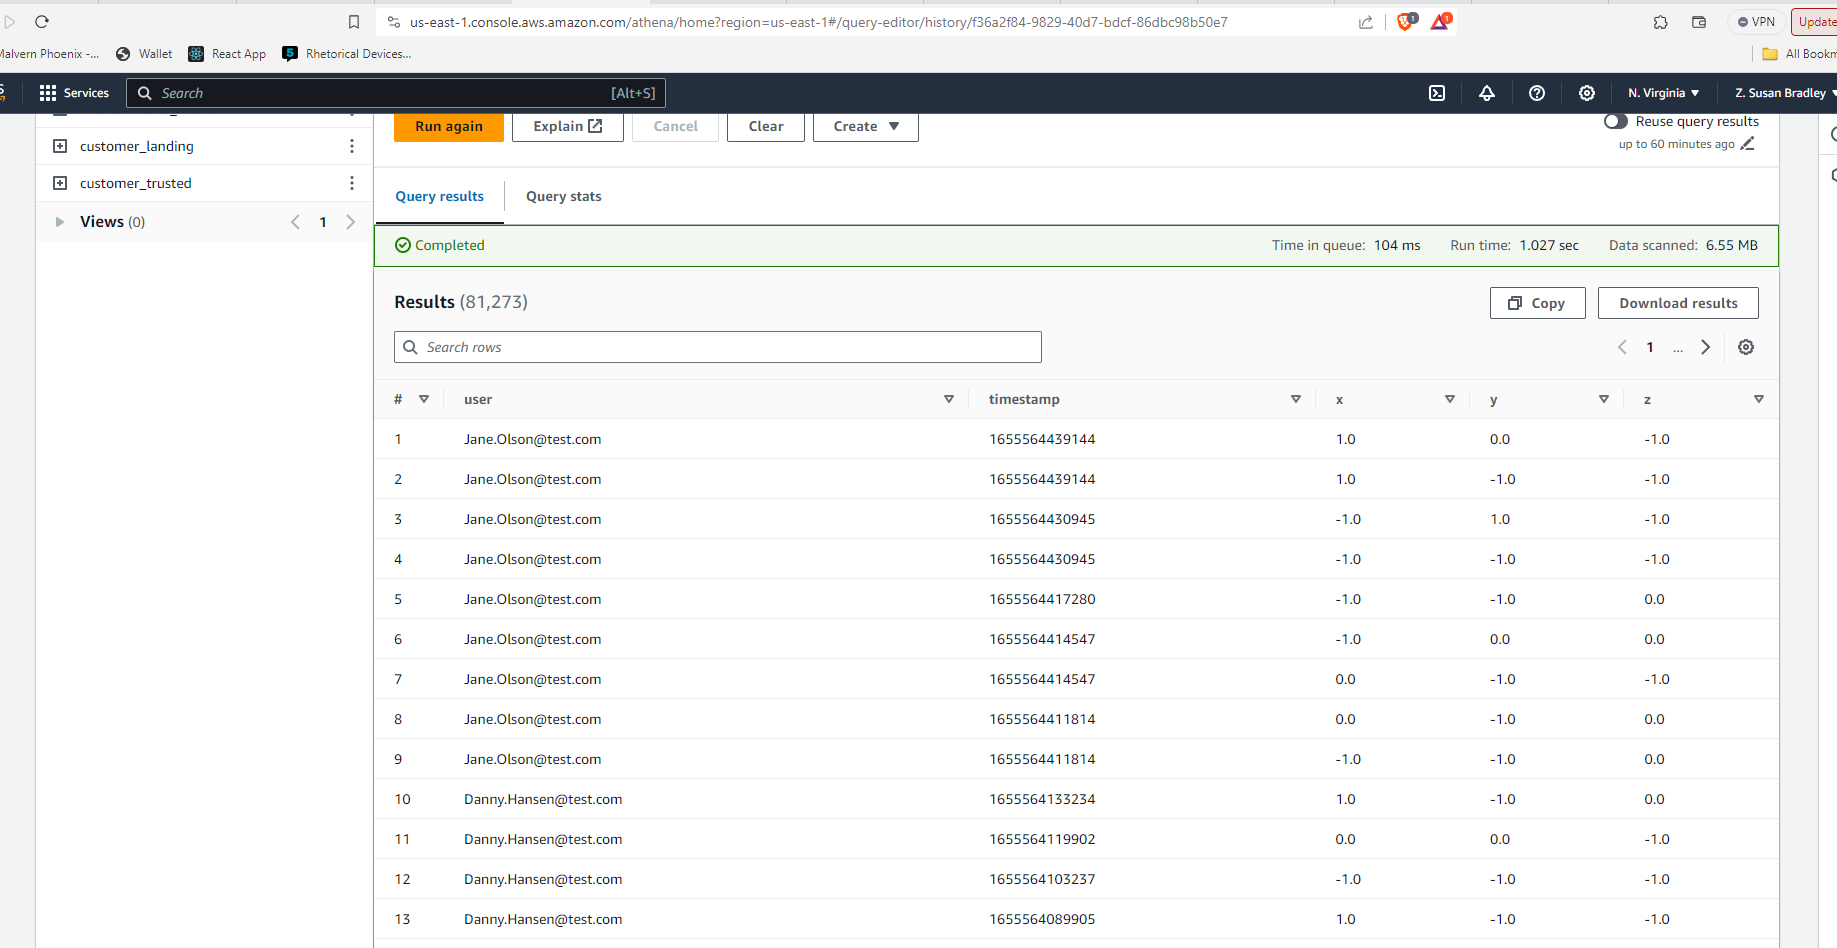 us-east-1.console.aws.amazon.com/athena/home?region=us-east-1#/query-editor/history/f36a2f84-9829-40d7-bdcf-86dbc98b50e7 1 1 VPN Update
Malvern Phoenix -... Wallet React App 5 Rhetorical Devices... All Bookm
Services Search [Alt+S] N. Virginia ▼ Z. Susan Bradley
Run again Explain Cancel Clear Create ▼ Reuse query results
up to 60 minutes ago
customer_landing
customer_trusted
Views (0) 1
Query results Query stats
Completed Time in queue: 104 ms Run time: 1.027 sec Data scanned: 6.55 MB
Results (81,273) Copy Download results
Search rows 1 ...
# user timestamp x y z
1 Jane.Olson@test.com 1655564439144 1.0 0.0 -1.0
2 Jane.Olson@test.com 1655564439144 1.0 -1.0 -1.0
3 Jane.Olson@test.com 1655564430945 -1.0 1.0 -1.0
4 Jane.Olson@test.com 1655564430945 -1.0 -1.0 -1.0
5 Jane.Olson@test.com 1655564417280 -1.0 -1.0 0.0
6 Jane.Olson@test.com 1655564414547 -1.0 0.0 0.0
7 Jane.Olson@test.com 1655564414547 0.0 -1.0 -1.0
8 Jane.Olson@test.com 1655564411814 0.0 -1.0 0.0
9 Jane.Olson@test.com 1655564411814 -1.0 -1.0 0.0
10 Danny.Hansen@test.com 1655564133234 1.0 -1.0 0.0
11 Danny.Hansen@test.com 1655564119902 0.0 0.0 -1.0
12 Danny.Hansen@test.com 1655564103237 -1.0 -1.0 -1.0
13 Danny.Hansen@test.com 1655564089905 1.0 -1.0 -1.0